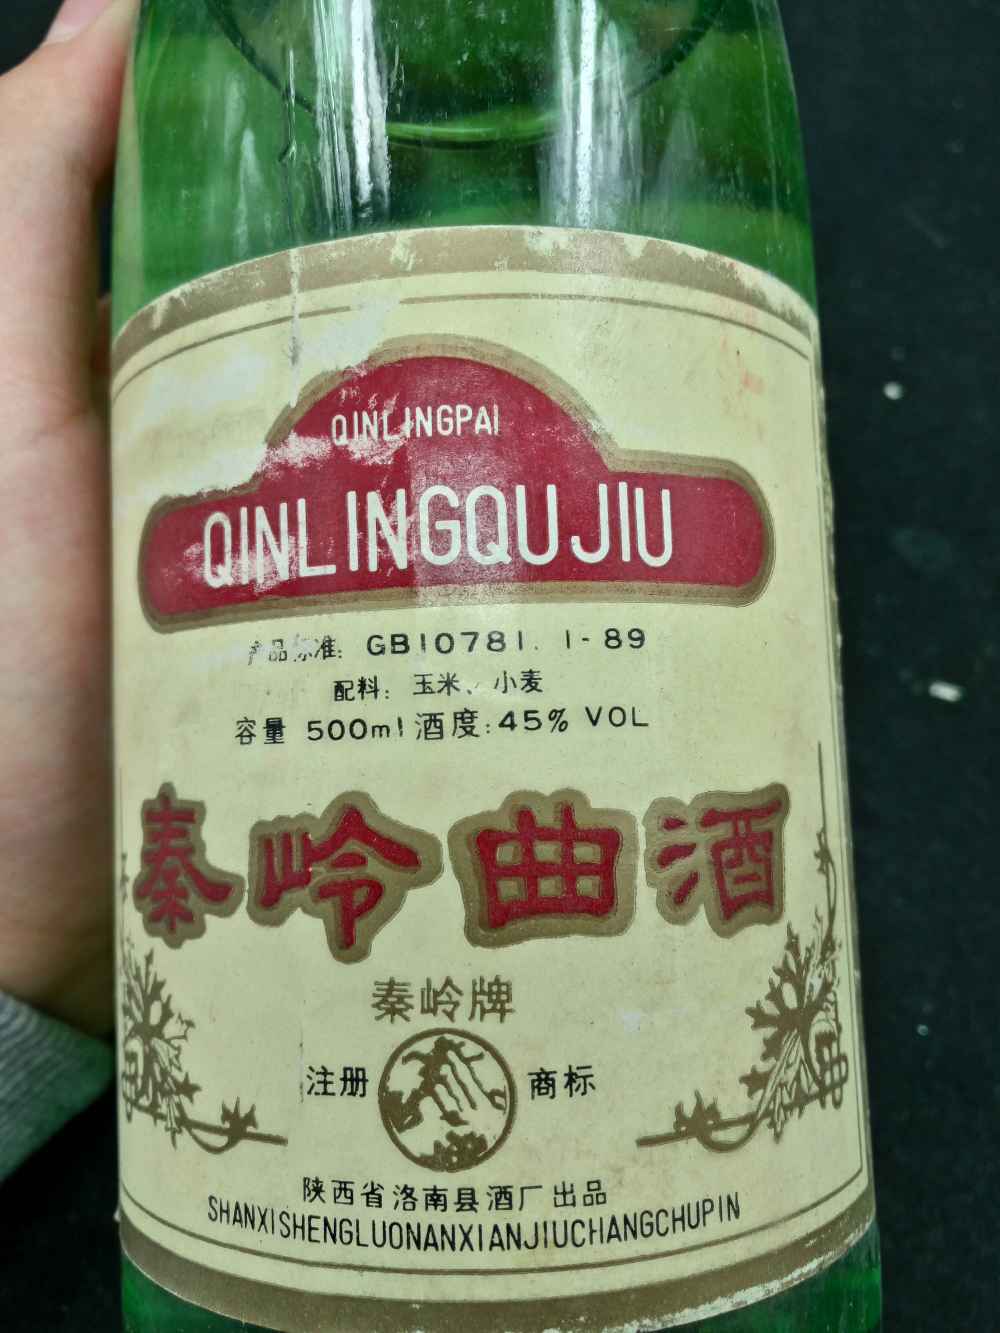 QINLINGPAI
QINLINGQUJIU
产品标准: GB10781. 1-89
配料: 玉米、小麦
容量 500ml 酒度:45% VOL
秦岭曲酒
秦岭牌
注册 商标
陕西省洛南县酒厂出品
SHANXISHENGLUONANXIANJIUCHANGCHUPIN